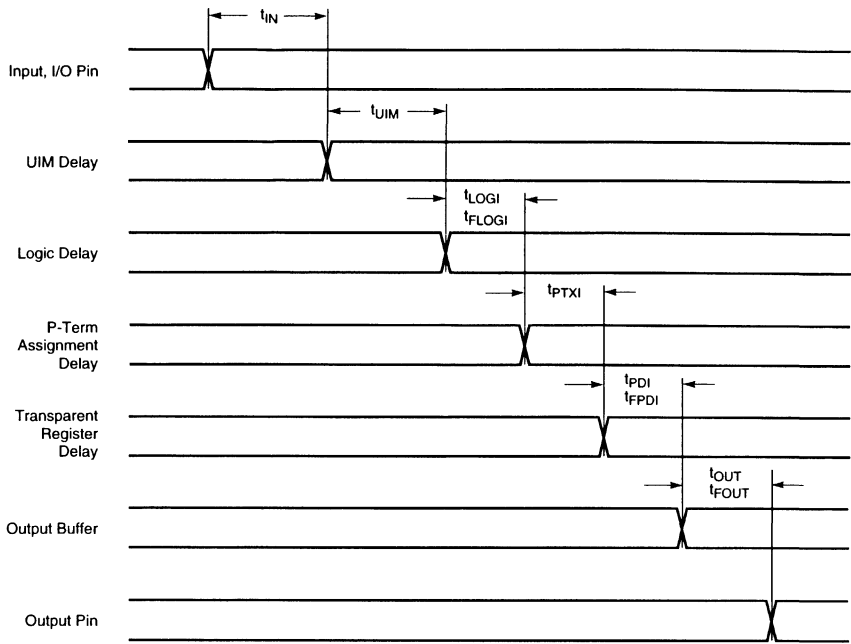 tIN
Input, I/O Pin
tUIM
UIM Delay
tLOGI
tFLOGI
Logic Delay
tPTXI
P-Term
Assignment
Delay
tPDI
tFPDI
Transparent
Register
Delay
tOUT
tFOUT
Output Buffer
Output Pin